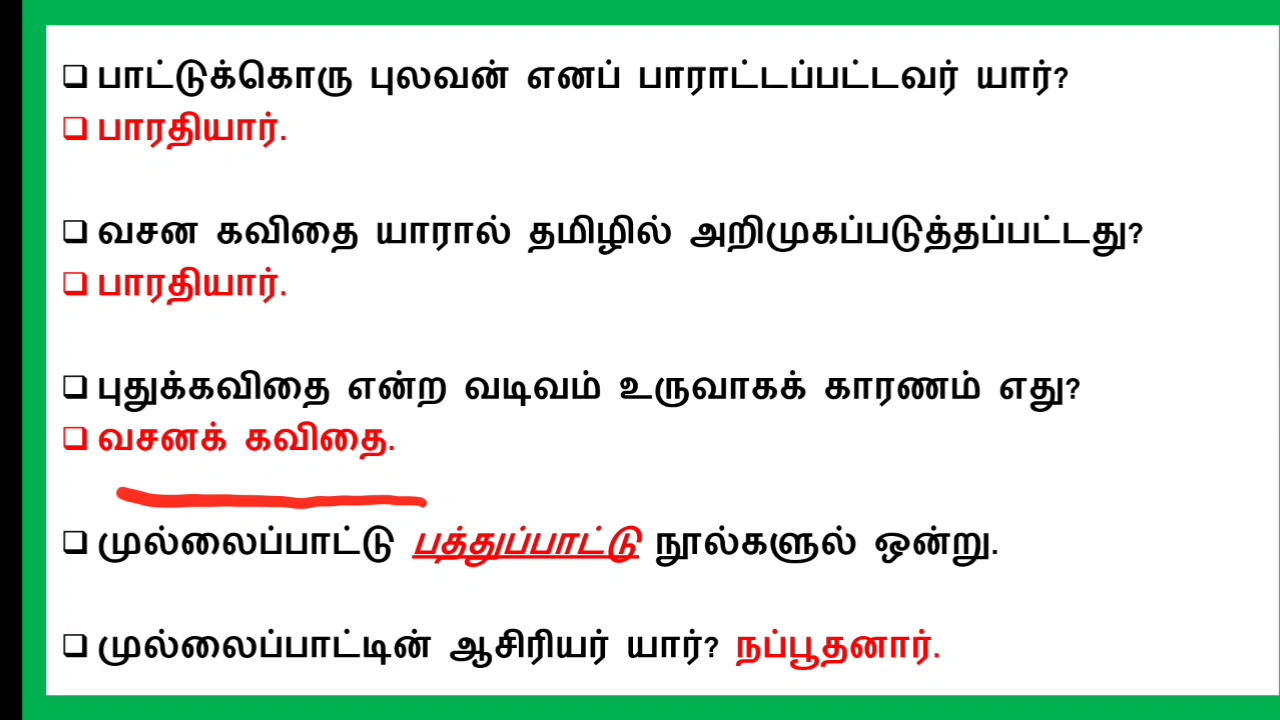 பாட்டுக்கொரு புலவன் எனப் பாராட்டப்பட்டவர் யார்?
பாரதியார்.
வசன கவிதை யாரால் தமிழில் அறிமுகப்படுத்தப்பட்டது?
பாரதியார்.
புதுக்கவிதை என்ற வடிவம் உருவாகக் காரணம் எது?
வசனக் கவிதை.
முல்லைப்பாட்டு பத்துப்பாட்டு நூல்களுல் ஒன்று.
முல்லைப்பாட்டின் ஆசிரியர் யார்? நப்பூதனார்.